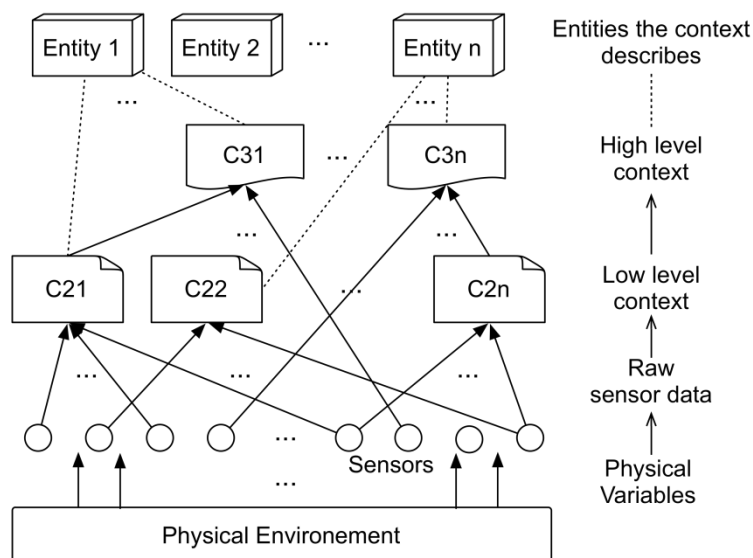 Entity 1
Entity 2
...
Entity n
Entities the context
describes
...
...
C31
...
C3n
High level
context
...
...
C21
C22
...
C2n
Low level
context
...
...
...
Raw
sensor data
...
Sensors
...
Physical
Variables
Physical Environement